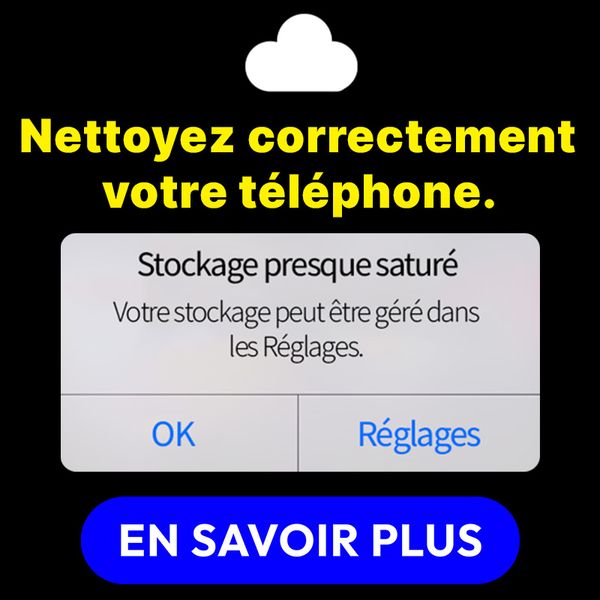 Nettoyez correctement
votre téléphone.
Stockage presque saturé
Votre stockage peut être géré dans
les Réglages.
OK
Réglages
EN SAVOIR PLUS